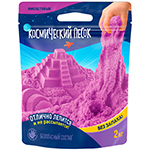 КОСМИЧЕСКИЙ ПЕСОК
ОТЛИЧНО ЛЕПИТСЯ
и не рассыпается!
БЕЗ ЗАПАХА!
2 кг